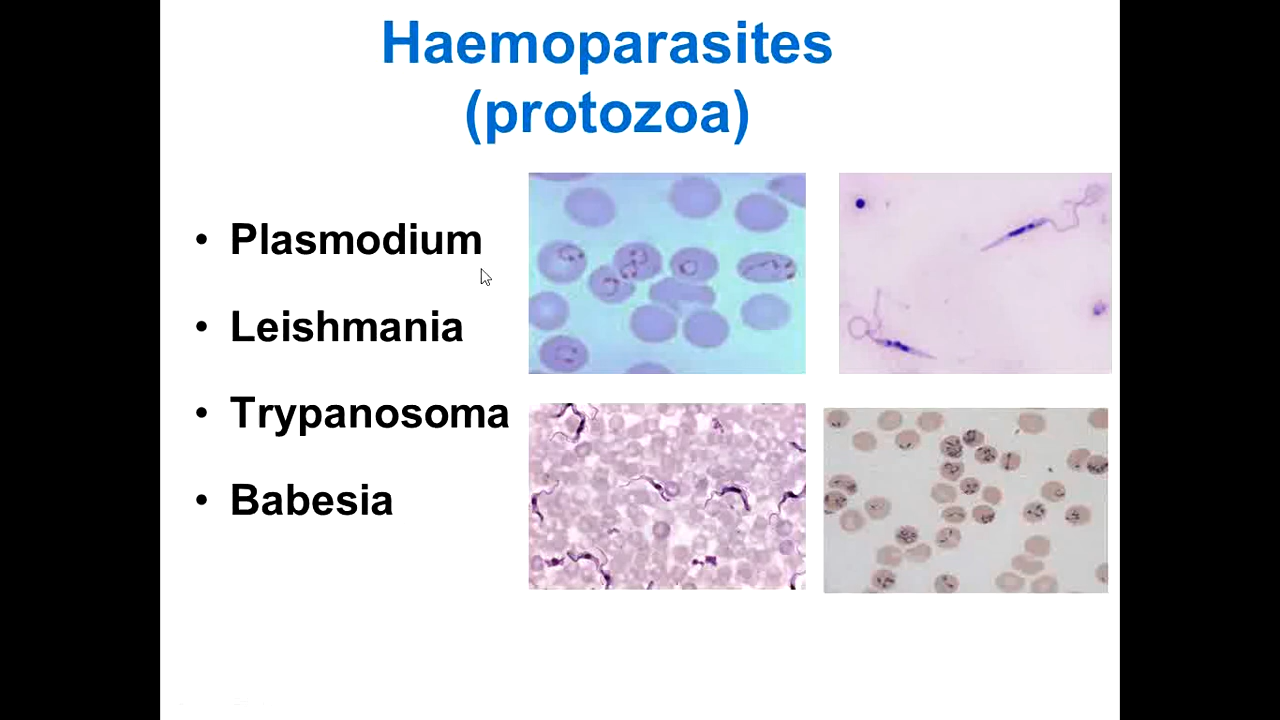 Haemoparasites
(protozoa)
• Plasmodium
• Leishmania
• Trypanosoma
• Babesia